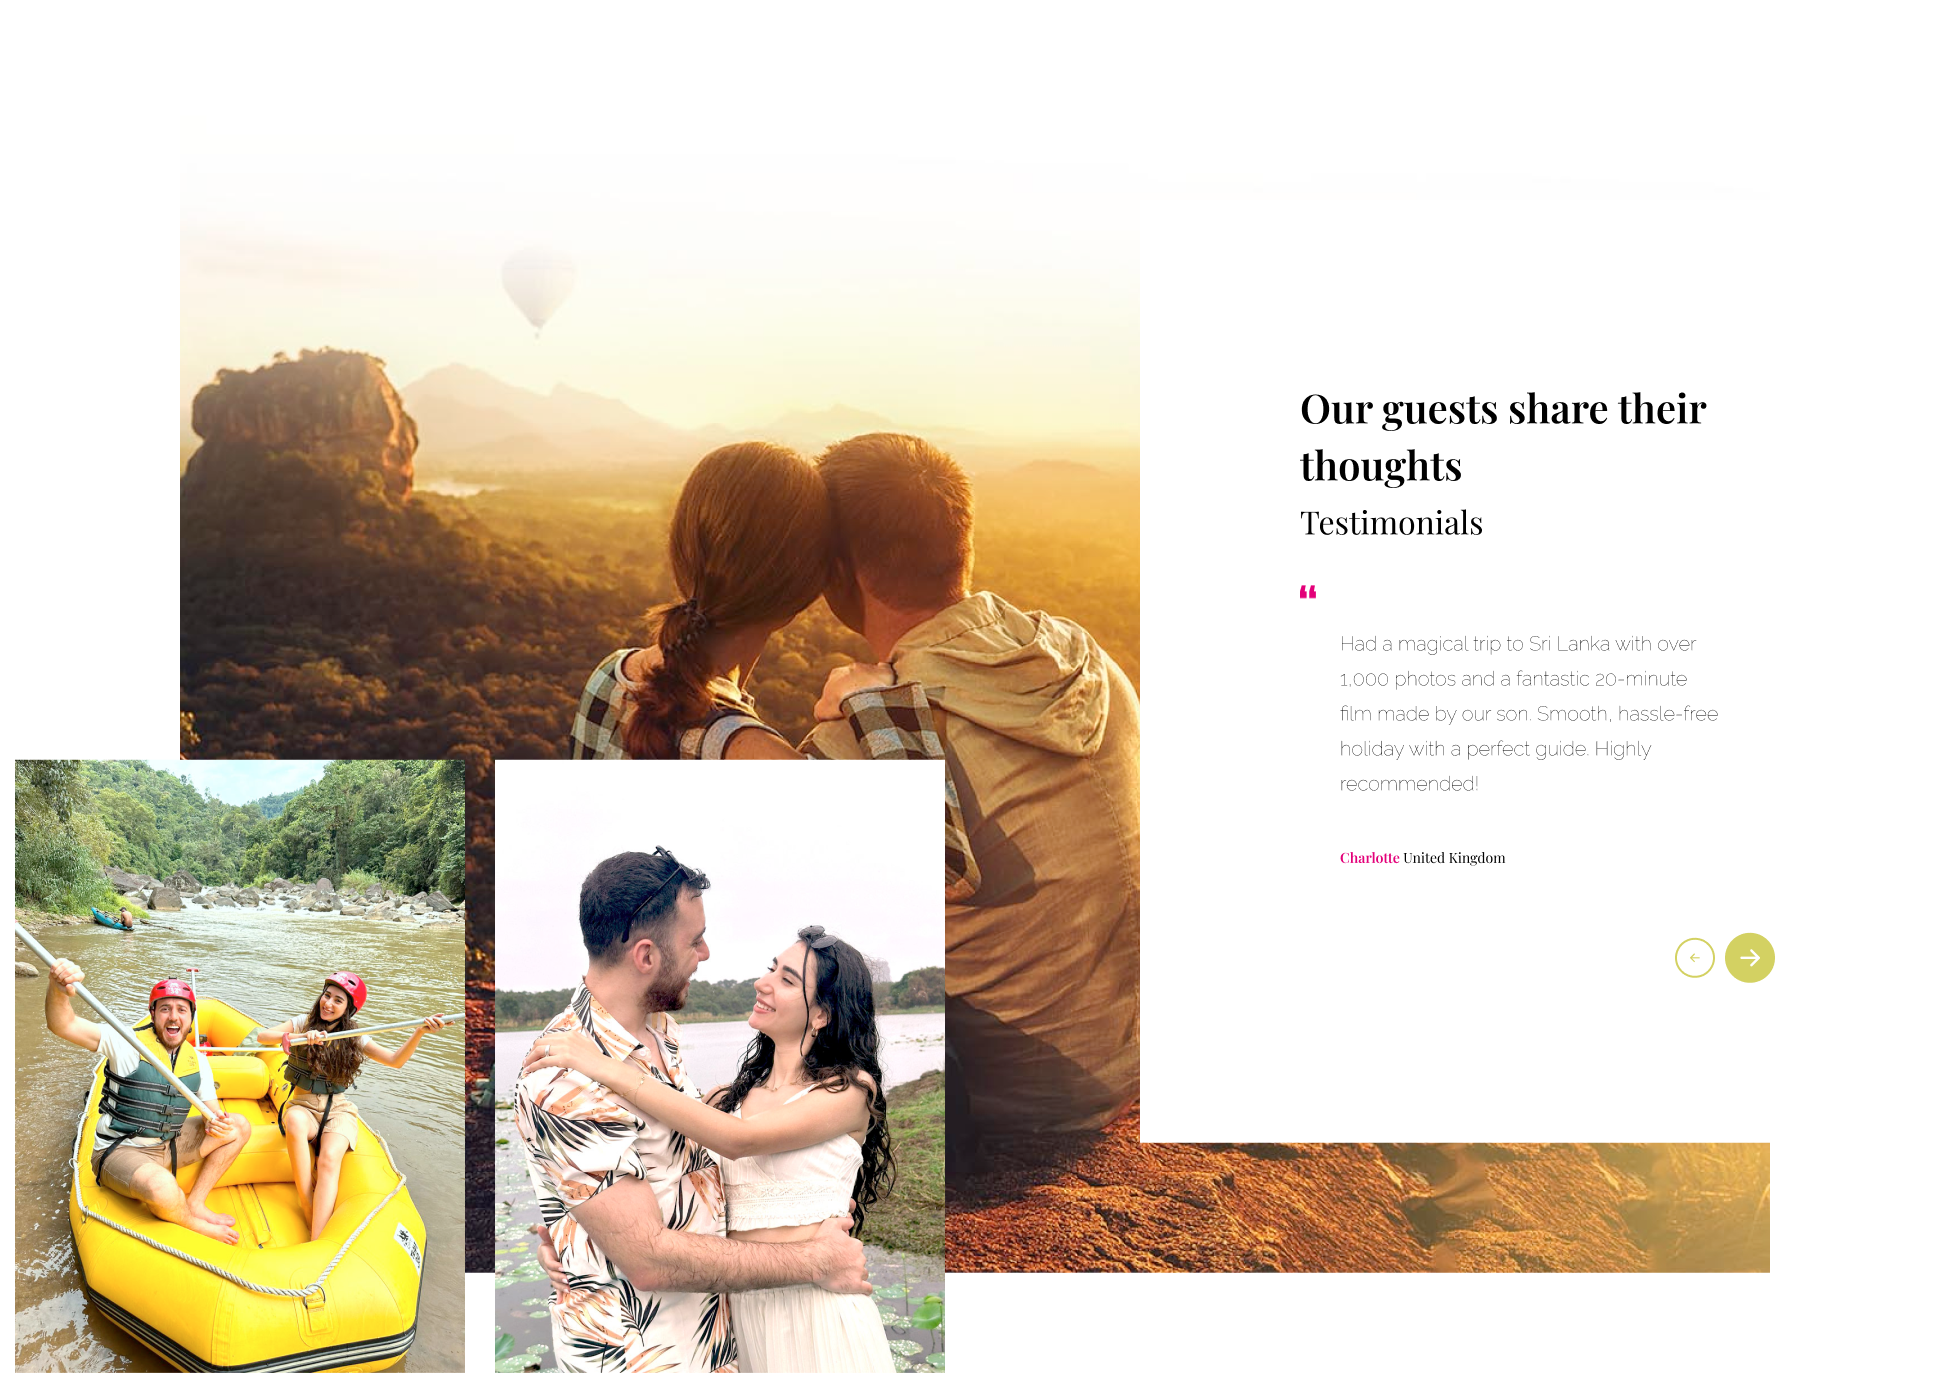 Our guests share their
thoughts
Testimonials
❝
Had a magical trip to Sri Lanka with over
1,000 photos and a fantastic 20-minute
film made by our son. Smooth, hassle-free
holiday with a perfect guide. Highly
recommended!
Charlotte United Kingdom